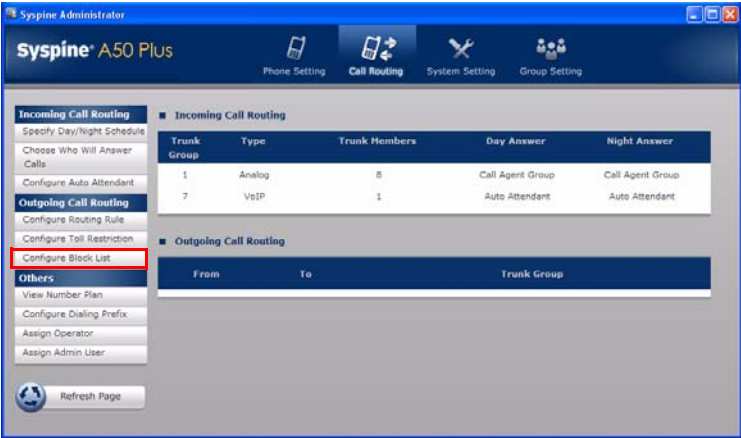 Syspine Administrator
Syspine A50 Plus
Phone Setting
Call Routing
System Setting
Group Setting
Incoming Call Routing
Specify Day/Night Schedule
Choose Who Will Answer
Calls
Configure Auto Attendant
Outgoing Call Routing
Configure Routing Rule
Configure Toll Restriction
Configure Block List
Others
View Number Plan
Configure Dialing Prefix
Assign Operator
Assign Admin User
Refresh Page
Incoming Call Routing
Trunk Group Type Trunk Members Day Answer Night Answer
1 Analog 8 Call Agent Group Call Agent Group
7 VoIP 1 Auto Attendant Auto Attendant
Outgoing Call Routing
From To Trunk Group